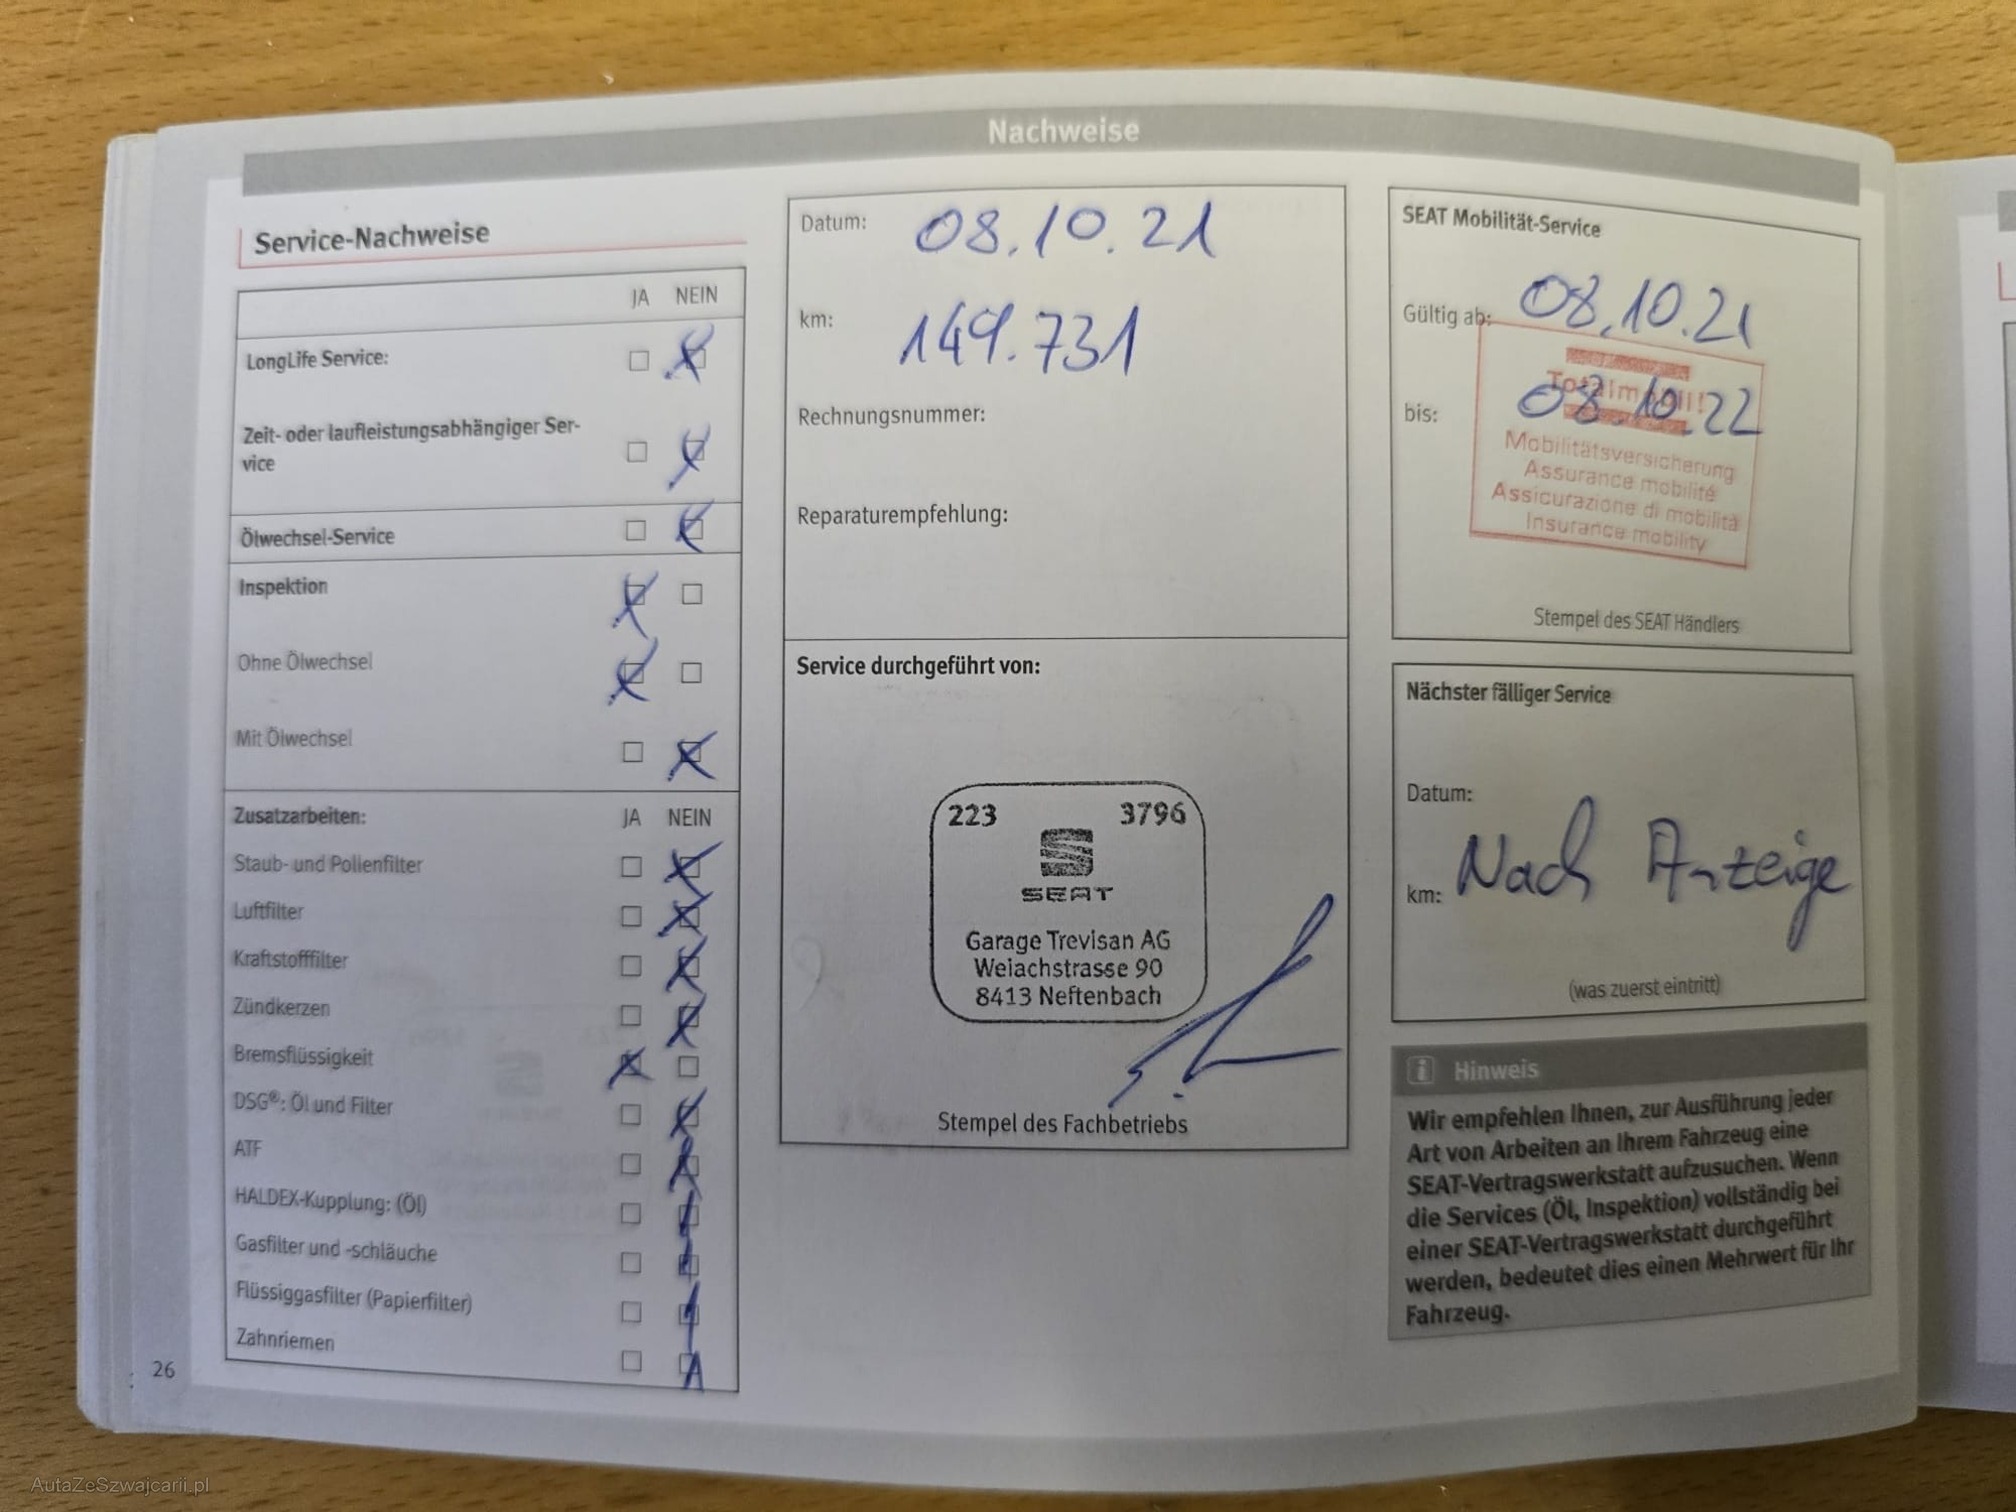 Nachweise
Service-Nachweise
JA NEIN
LongLife Service:
Zeit- oder laufleistungsabhängiger Ser-
vice
Ölwechsel-Service
Inspektion
Ohne Ölwechsel
Mit Ölwechsel
Zusatzarbeiten: JA NEIN
Staub- und Pollenfilter
Luftfilter
Kraftstofffilter
Zündkerzen
Bremsflüssigkeit
DSG®: Öl und Filter
ATF
HALDEX-Kupplung: (Öl)
Gasfilter und -schläuche
Flüssiggasfilter (Papierfilter)
Zahnriemen
26
Datum: 08.10.21
km: 149.731
Rechnungsnummer:
Reparaturempfehlung:
Service durchgeführt von:
223 3796
SEAT
Garage Trevisan AG
Weiachstrasse 90
8413 Neftenbach
Stempel des Fachbetriebs
SEAT Mobilität-Service
Gültig ab: 08.10.21
Totalmobil!
bis: 08.10.22
Mobilitätsversicherung
Assurance mobilité
Assicurazione di mobilità
Insurance mobility
Stempel des SEAT Händlers
Nächster fälliger Service
Datum:
km: Nach Anzeige
(was zuerst eintritt)
i Hinweis
Wir empfehlen Ihnen, zur Ausführung jeder
Art von Arbeiten an Ihrem Fahrzeug eine
SEAT-Vertragswerkstatt aufzusuchen. Wenn
die Services (Öl, Inspektion) vollständig bei
einer SEAT-Vertragswerkstatt durchgeführt
werden, bedeutet dies einen Mehrwert für Ihr
Fahrzeug.
AutaZeSzwajcarii.pl